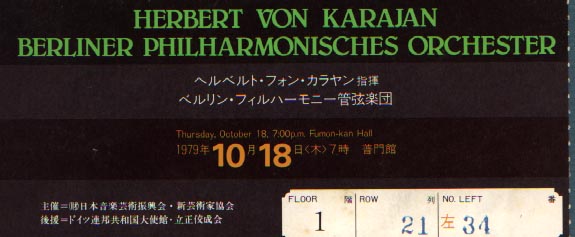 HERBERT VON KARAJAN
BERLINER PHILHARMONISCHES ORCHESTER
ヘルベルト・フォン・カラヤン 指揮
ベルリン・フィルハーモニー管弦楽団
Thursday, October 18, 7:00p.m. Fumon-kan Hall
1979年10月18日<木>7時 普門館
主催=㈶日本音楽芸術振興会・新芸術家協会
後援=ドイツ連邦共和国大使館・立正佼成会
FLOOR 階 ROW 列 NO. LEFT 番
1 21 左 34